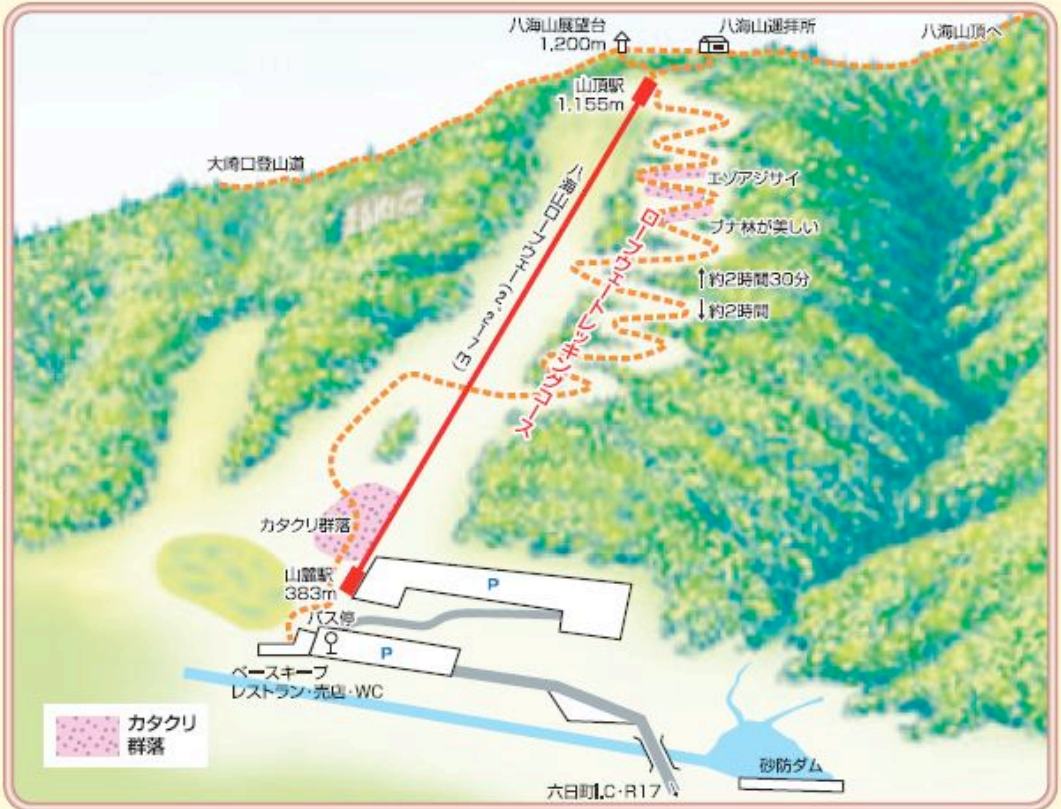 八海山展望台
1,200m
八海山遥拝所
八海山頂へ
山頂駅
1,155m
大崎口登山道
エゾアジサイ
ブナ林が美しい
八海山ロープウェー(2,217m)
ロープウェートレッキングコース
↑約2時間30分
↓約2時間
カタクリ群落
山麓駅
383m
P
バス停
P
ベースキープ
レストラン・売店・WC
カタクリ
群落
砂防ダム
六日町I.C・R17